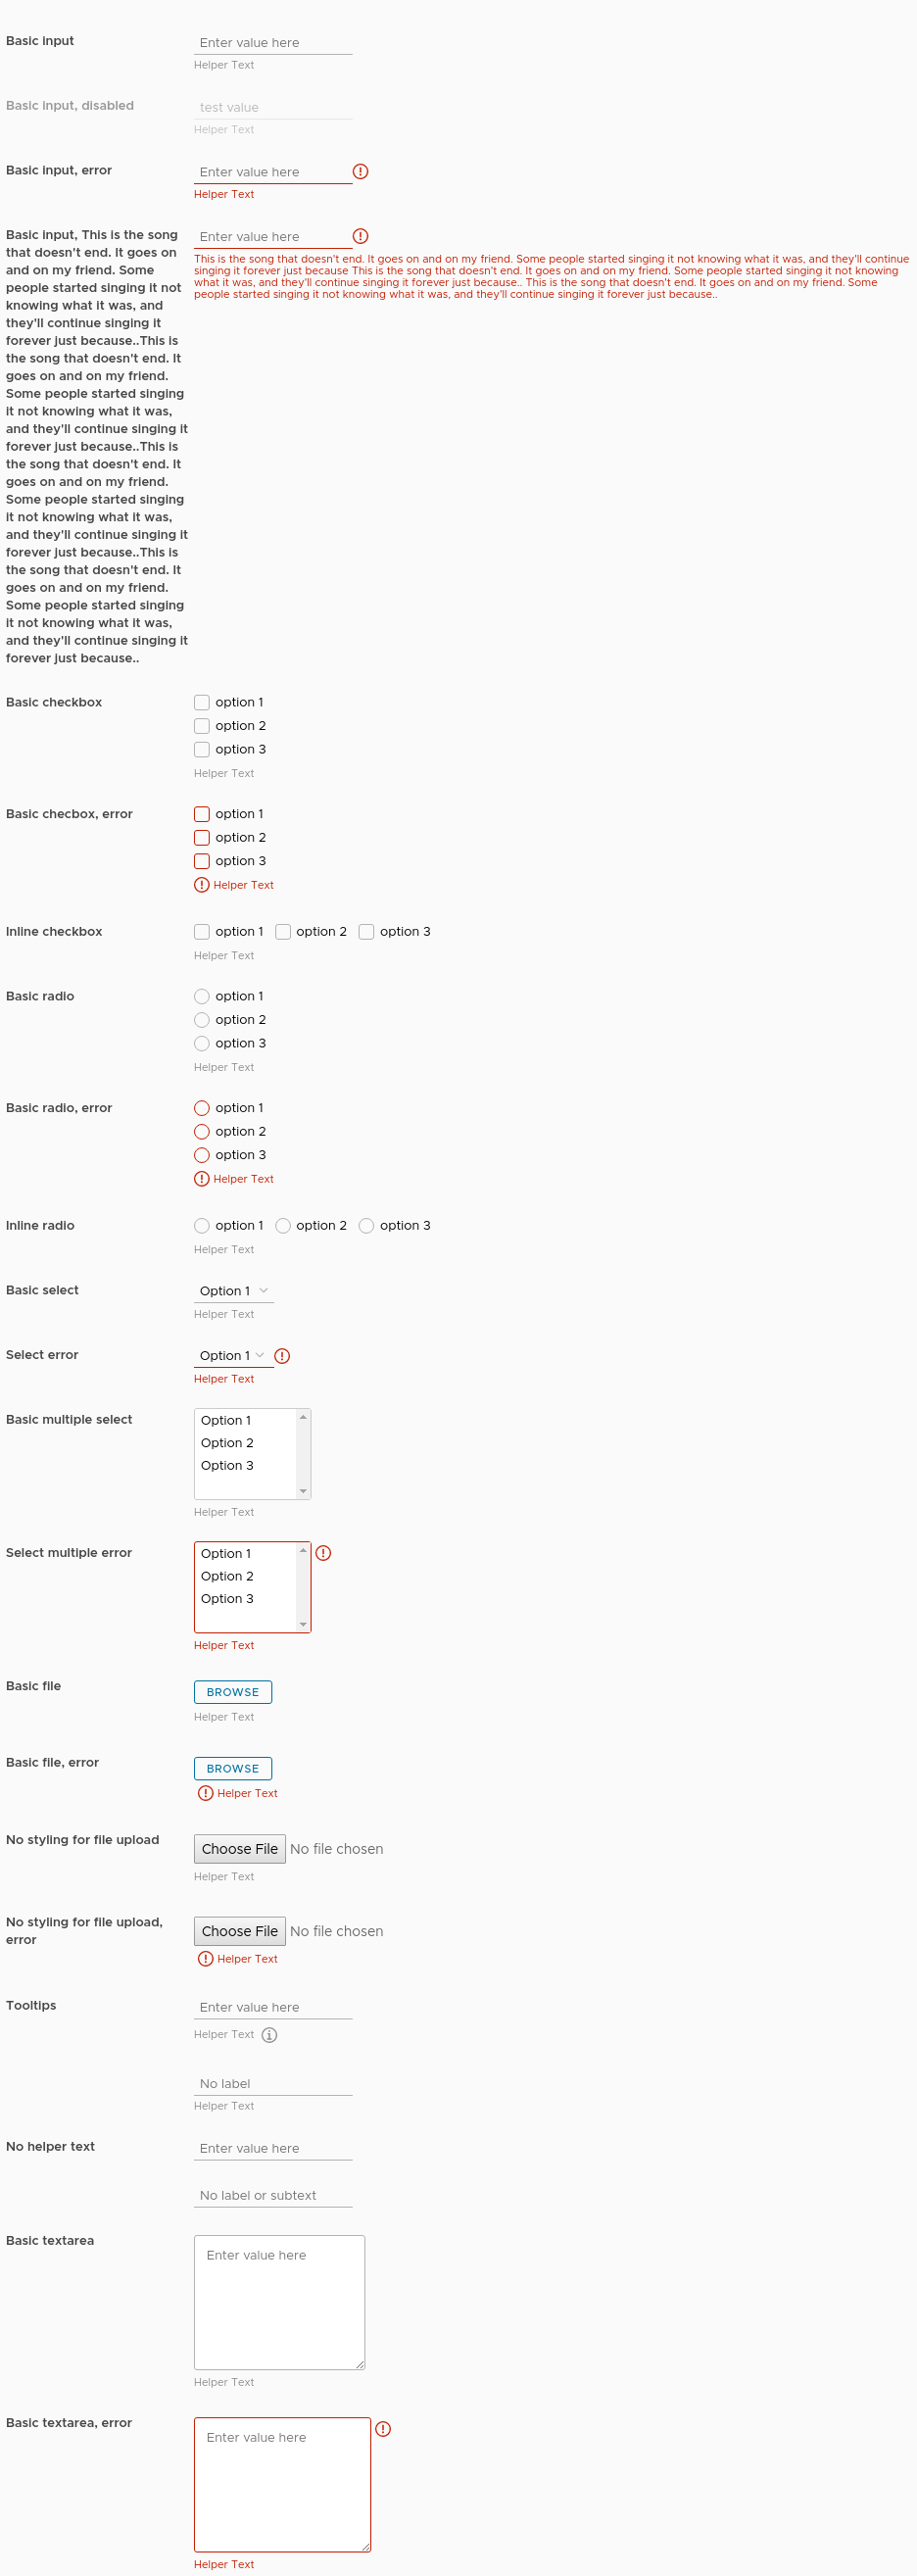 Basic input
Enter value here
Helper Text
Basic input, disabled
test value
Helper Text
Basic input, error
Enter value here
Helper Text
Basic input, This is the song
that doesn't end. It goes on
and on my friend. Some
people started singing it not
knowing what it was, and
they'll continue singing it
forever just because..This is
the song that doesn't end. It
goes on and on my friend.
Some people started singing
it not knowing what it was,
and they'll continue singing it
forever just because..This is
the song that doesn't end. It
goes on and on my friend.
Some people started singing
it not knowing what it was,
and they'll continue singing it
forever just because..This is
the song that doesn't end. It
goes on and on my friend.
Some people started singing
it not knowing what it was,
and they'll continue singing it
forever just because..
Enter value here
This is the song that doesn't end. It goes on and on my friend. Some people started singing it not knowing what it was, and they'll continue
singing it forever just because This is the song that doesn't end. It goes on and on my friend. Some people started singing it not knowing
what it was, and they'll continue singing it forever just because.. This is the song that doesn't end. It goes on and on my friend. Some
people started singing it not knowing what it was, and they'll continue singing it forever just because..
Basic checkbox
option 1
option 2
option 3
Helper Text
Basic checbox, error
option 1
option 2
option 3
Helper Text
Inline checkbox
option 1 option 2 option 3
Helper Text
Basic radio
option 1
option 2
option 3
Helper Text
Basic radio, error
option 1
option 2
option 3
Helper Text
Inline radio
option 1 option 2 option 3
Helper Text
Basic select
Option 1
Helper Text
Select error
Option 1
Helper Text
Basic multiple select
Option 1
Option 2
Option 3
Helper Text
Select multiple error
Option 1
Option 2
Option 3
Helper Text
Basic file
BROWSE
Helper Text
Basic file, error
BROWSE
Helper Text
No styling for file upload
Choose File No file chosen
Helper Text
No styling for file upload,
error
Choose File No file chosen
Helper Text
Tooltips
Enter value here
Helper Text
No label
Helper Text
No helper text
Enter value here
No label or subtext
Basic textarea
Enter value here
Helper Text
Basic textarea, error
Enter value here
Helper Text